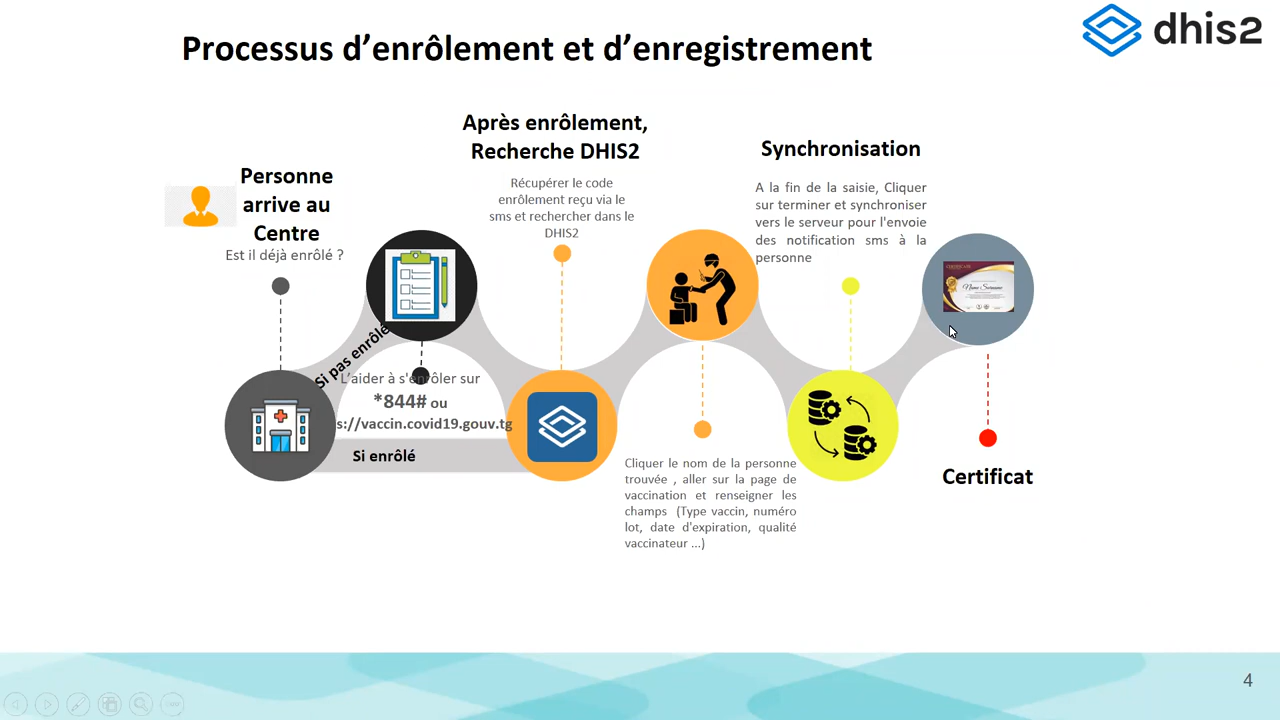 Processus d’enrôlement et d’enregistrement
dhis2
Personne
arrive au
Centre
Est il déjà enrôlé ?
Si pas enrôlé
L’aider à s'enrôler sur
*844# ou
s://vaccin.covid19.gouv.tg
Si enrôlé
Après enrôlement,
Recherche DHIS2
Récupérer le code
enrôlement reçu via le
sms et rechercher dans le
DHIS2
Cliquer le nom de la personne
trouvée , aller sur la page de
vaccination et renseigner les
champs (Type vaccin, numéro
lot, date d'expiration, qualité
vaccinateur ...)
Synchronisation
A la fin de la saisie, Cliquer
sur terminer et synchroniser
vers le serveur pour l'envoie
des notification sms à la
personne
Name Surname
Certificat
4